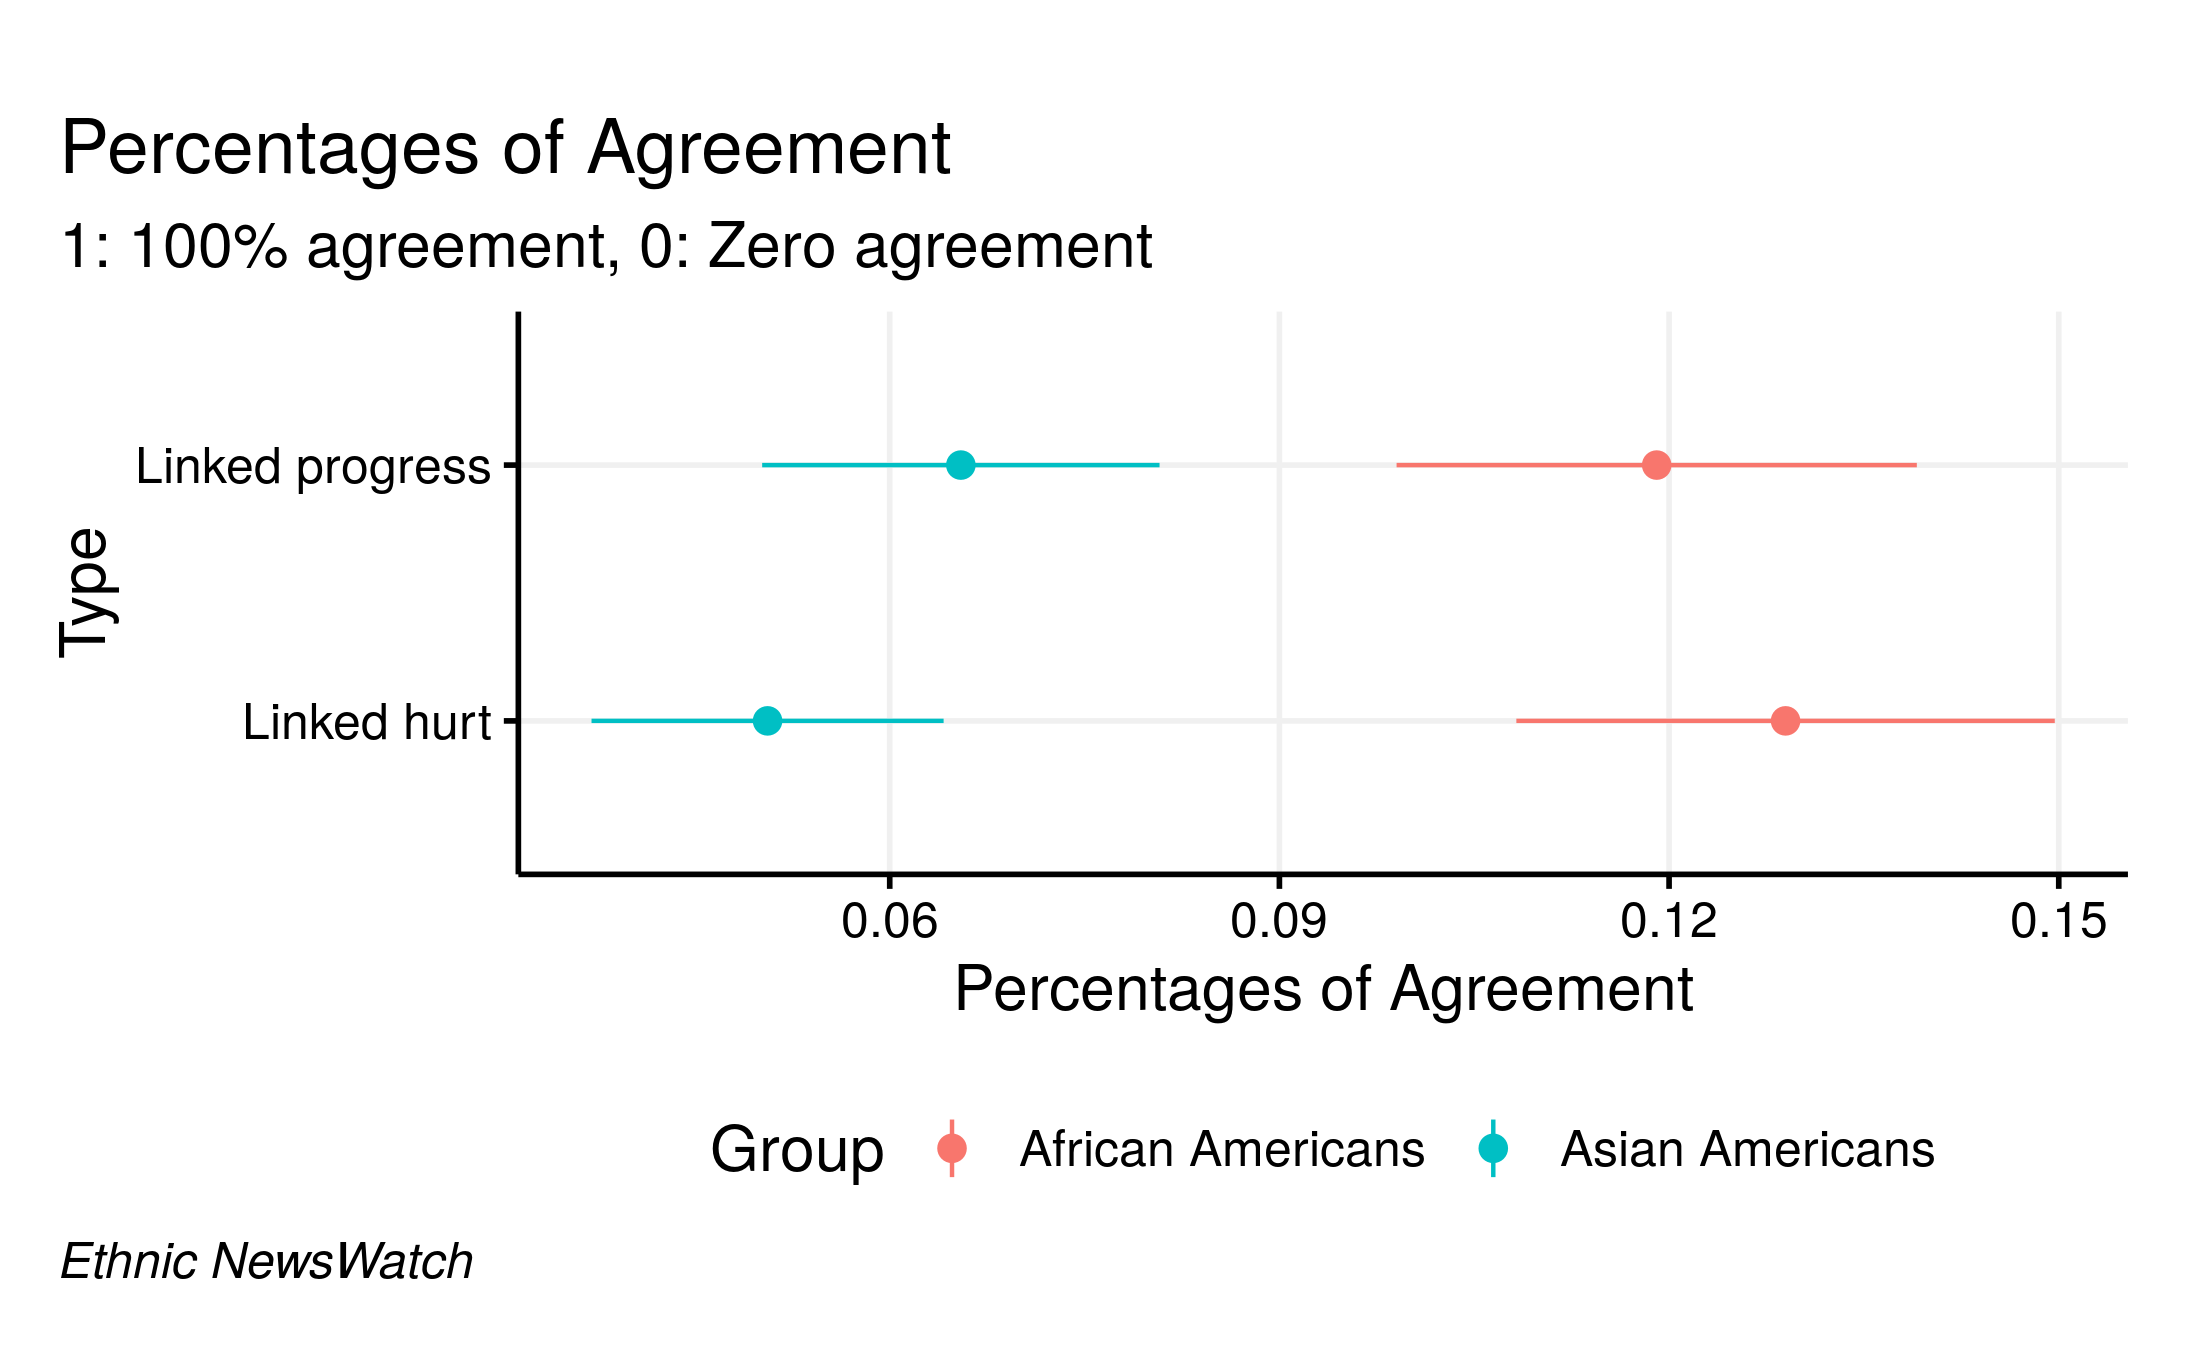 Percentages of Agreement
1: 100% agreement, 0: Zero agreement
Type
Linked progress
Linked hurt
0.06 0.09 0.12 0.15
Percentages of Agreement
Group African Americans Asian Americans
Ethnic NewsWatch